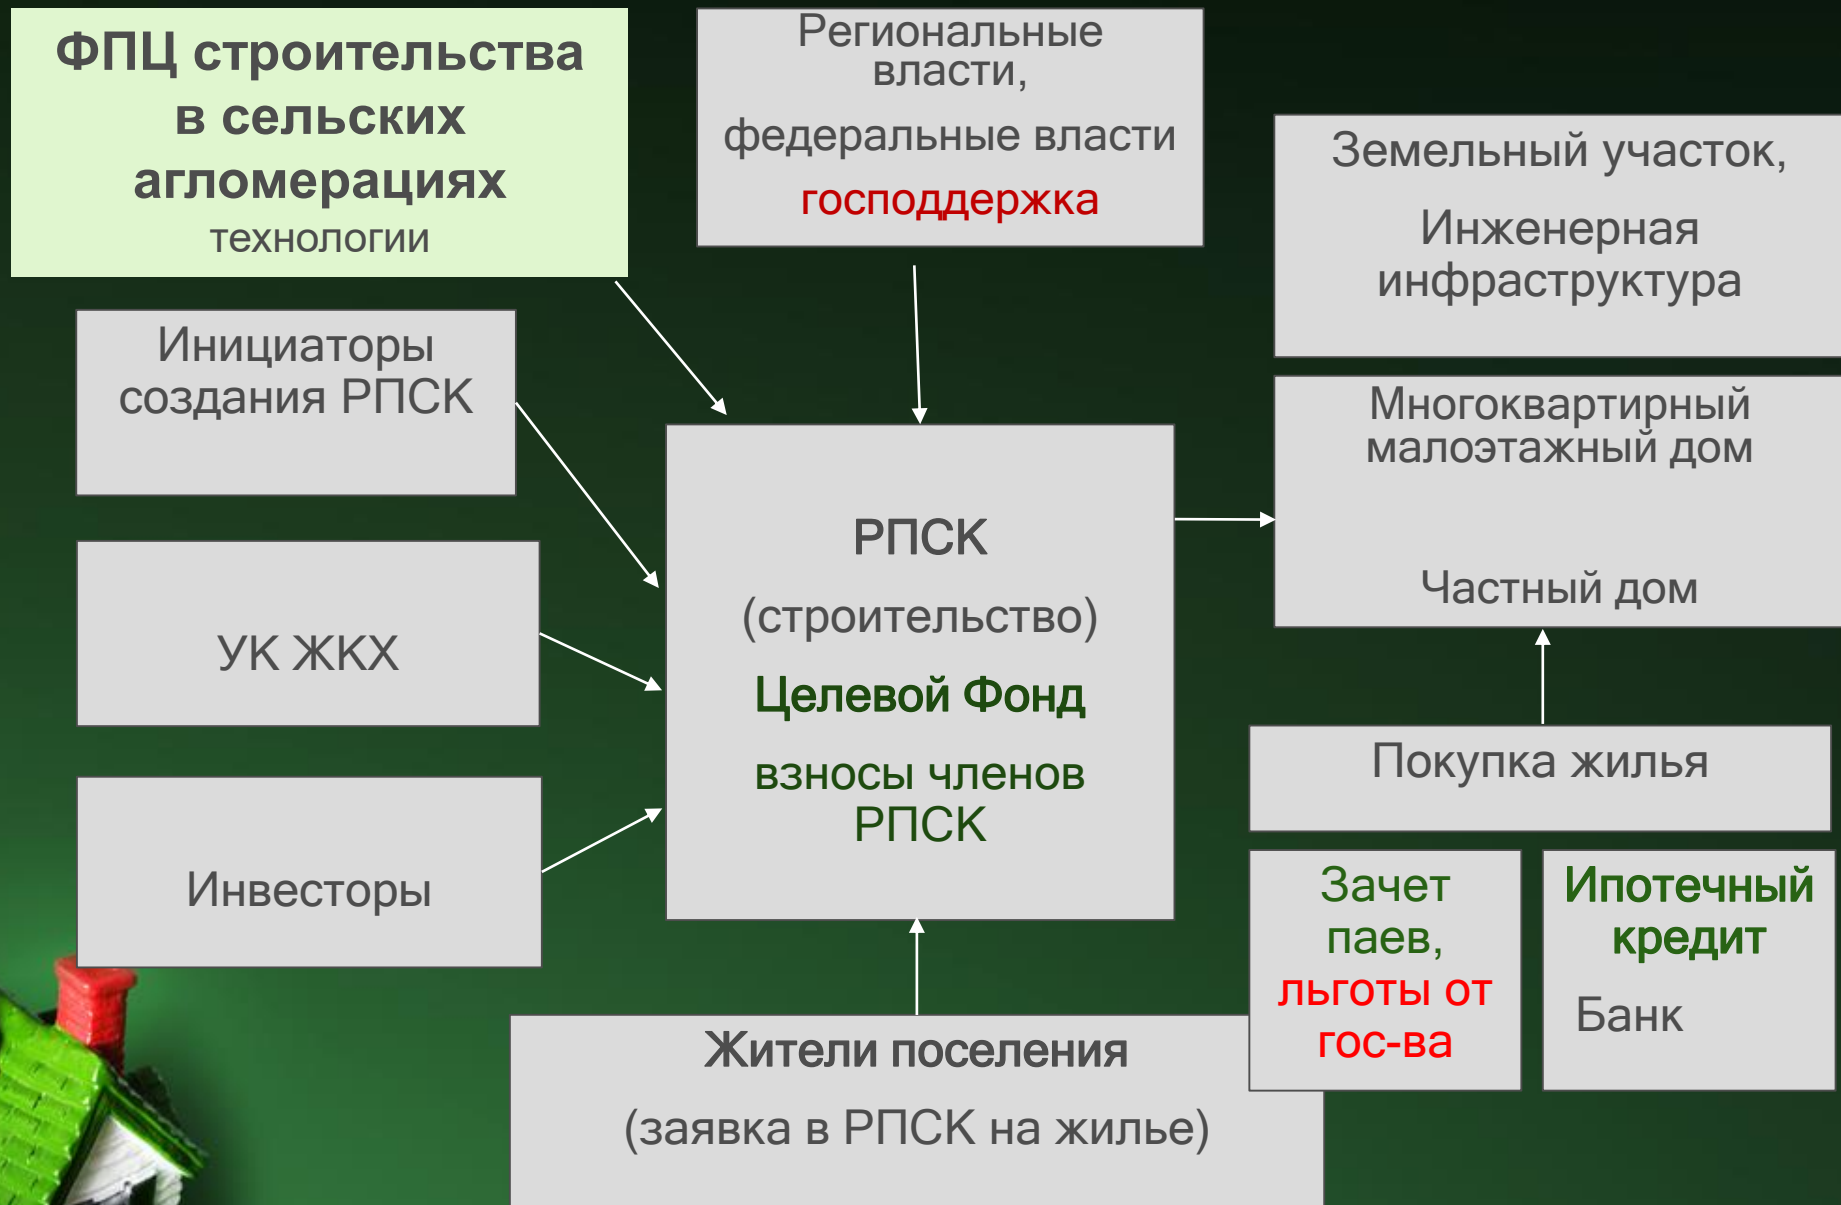 ФПЦ строительства
в сельских
агломерациях
технологии
Региональные
власти,
федеральные власти
господдержка
Земельный участок,
Инженерная
инфраструктура
Инициаторы
создания РПСК
Многоквартирный
малоэтажный дом
Частный дом
РПСК
(строительство)
Целевой Фонд
взносы членов
РПСК
УК ЖКХ
Инвесторы
Покупка жилья
Зачет
паев,
льготы от
гос-ва
Ипотечный
кредит
Банк
Жители поселения
(заявка в РПСК на жилье)